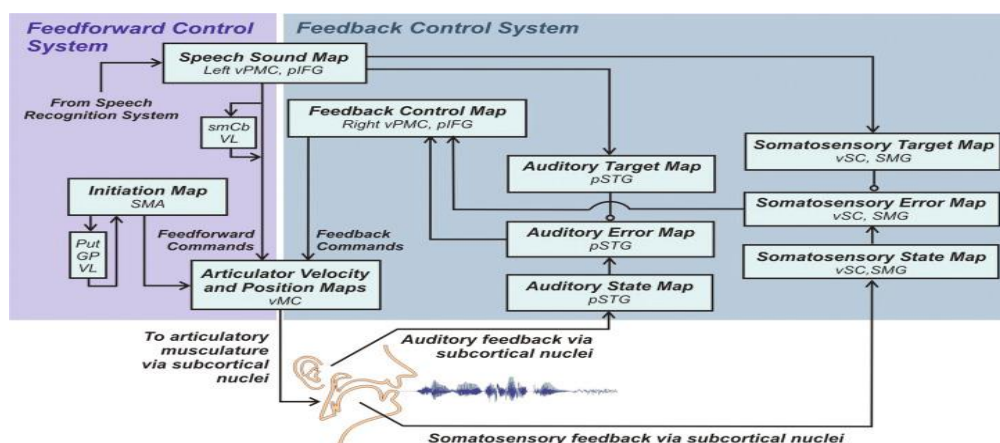 Feedforward Control
System
Feedback Control System
Speech Sound Map
Left vPMC, pIFG
From Speech
Recognition System
smCb
VL
Feedback Control Map
Right vPMC, pIFG
Auditory Target Map
pSTG
Somatosensory Target Map
vSC, SMG
Initiation Map
SMA
Somatosensory Error Map
vSC, SMG
Put
GP
VL
Feedforward
Commands
Feedback
Commands
Auditory Error Map
pSTG
Somatosensory State Map
vSC,SMG
Articulator Velocity
and Position Maps
vMC
Auditory State Map
pSTG
To articulatory
musculature
via subcortical
nuclei
Auditory feedback via
subcortical nuclei
Somatosensory feedback via subcortical nuclei